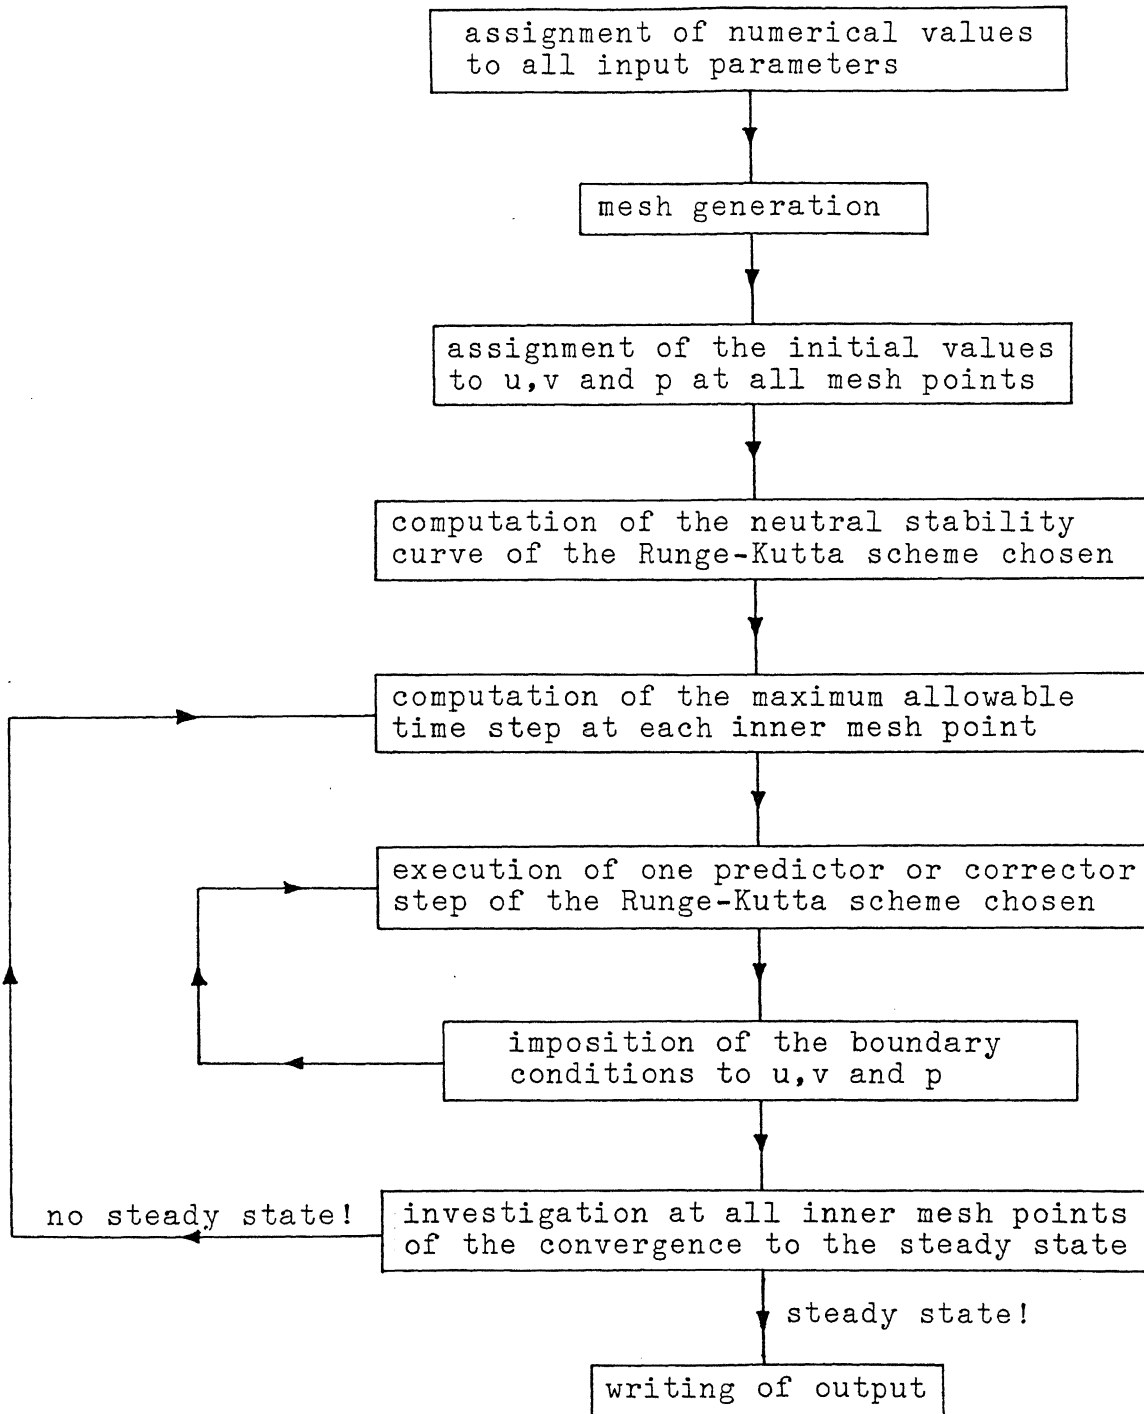 assignment of numerical values
to all input parameters
mesh generation
assignment of the initial values
to u,v and p at all mesh points
computation of the neutral stability
curve of the Runge-Kutta scheme chosen
computation of the maximum allowable
time step at each inner mesh point
execution of one predictor or corrector
step of the Runge-Kutta scheme chosen
imposition of the boundary
conditions to u,v and p
no steady state!
investigation at all inner mesh points
of the convergence to the steady state
steady state!
writing of output